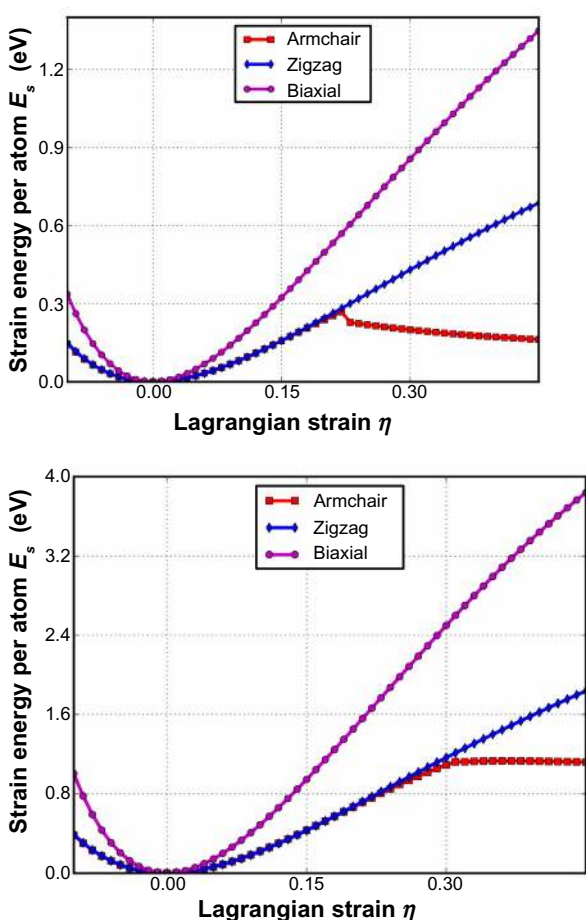 Strain energy per atom E_s (eV)
1.2
0.9
0.6
0.3
0.0
Armchair
Zigzag
Biaxial
0.00 0.15 0.30
Lagrangian strain η
Strain energy per atom E_s (eV)
4.0
3.2
2.4
1.6
0.8
0.0
Armchair
Zigzag
Biaxial
0.00 0.15 0.30
Lagrangian strain η